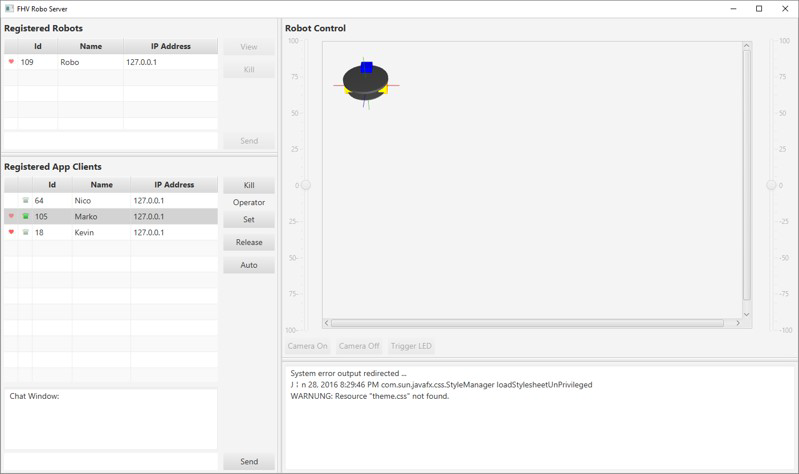 FHV Robo Server
Registered Robots
Id Name IP Address
109 Robo 127.0.0.1
View
Kill
Send
Registered App Clients
Id Name IP Address
64 Nico 127.0.0.1
105 Marko 127.0.0.1
18 Kevin 127.0.0.1
Kill
Operator
Set
Release
Auto
Chat Window:
Send
Robot Control
100
75
50
25
0
25-
50-
75-
100-
-100
-75
-50
-25
0
-25
-50
-75
-100
Camera On Camera Off Trigger LED
System error output redirected ...
n 28, 2016 8:29:46 PM com.sun.javafx.css.StyleManager loadStylesheetUnPrivileged
WARNUNG: Resource "theme.css" not found.